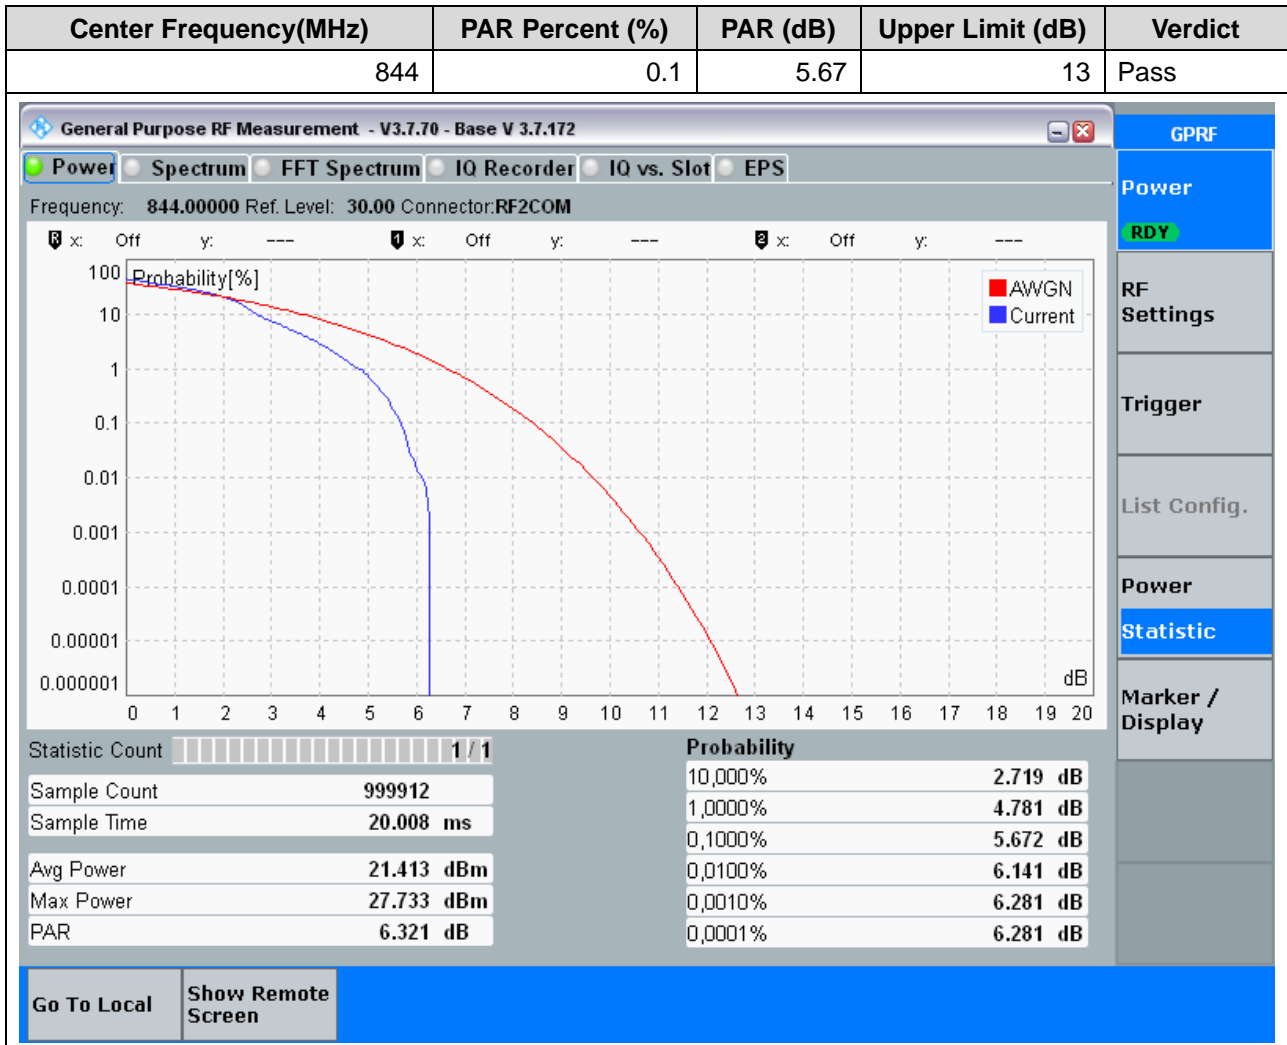 Center Frequency(MHz) PAR Percent (%) PAR (dB) Upper Limit (dB) Verdict
844 0.1 5.67 13 Pass
General Purpose RF Measurement - V3.7.70 - Base V 3.7.172
GPRF
Power Spectrum FFT Spectrum IQ Recorder IQ vs. Slot EPS
Power
RDY
Frequency: 844.00000 Ref. Level: 30.00 Connector:RF2COM
R x: Off y: --- 1 x: Off y: --- 2 x: Off y: ---
Probability[%]
AWGN
Current
100
10
1
0.1
0.01
0.001
0.0001
0.00001
0.000001
dB
0 1 2 3 4 5 6 7 8 9 10 11 12 13 14 15 16 17 18 19 20
RF
Settings
Trigger
List Config.
Power
Statistic
Marker /
Display
Statistic Count 1 / 1
Sample Count 999912
Sample Time 20.008 ms
Avg Power 21.413 dBm
Max Power 27.733 dBm
PAR 6.321 dB
Probability
10,000% 2.719 dB
1,0000% 4.781 dB
0,1000% 5.672 dB
0,0100% 6.141 dB
0,0010% 6.281 dB
0,0001% 6.281 dB
Go To Local
Show Remote
Screen